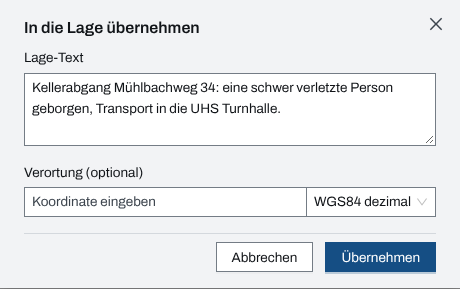 In die Lage übernehmen
Lage-Text
Kellerabgang Mühlbachweg 34: eine schwer verletzte Person
geborgen, Transport in die UHS Turnhalle.
Verortung (optional)
Koordinate eingeben
WGS84 dezimal
Abbrechen
Übernehmen